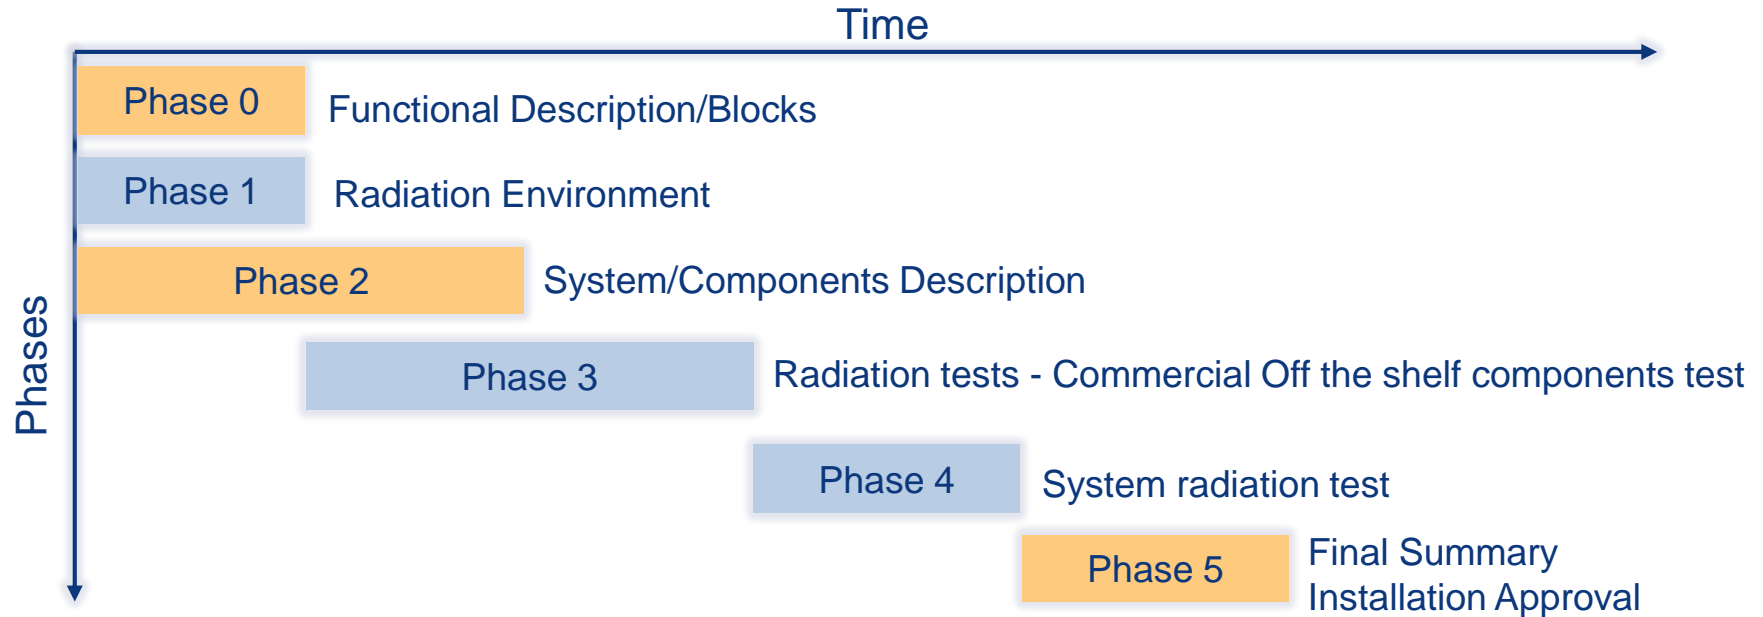 Time
Phases
Phase 0
Functional Description/Blocks
Phase 1
Radiation Environment
Phase 2
System/Components Description
Phase 3
Radiation tests - Commercial Off the shelf components test
Phase 4
System radiation test
Phase 5
Final Summary
Installation Approval